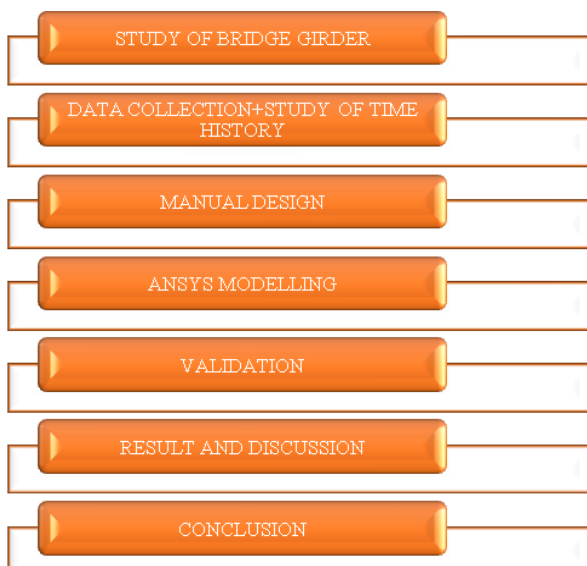 STUDY OF BRIDGE GIRDER
DATA COLLECTION+STUDY OF TIME
HISTORY
MANUAL DESIGN
ANSYS MODELLING
VALIDATION
RESULT AND DISCUSSION
CONCLUSION